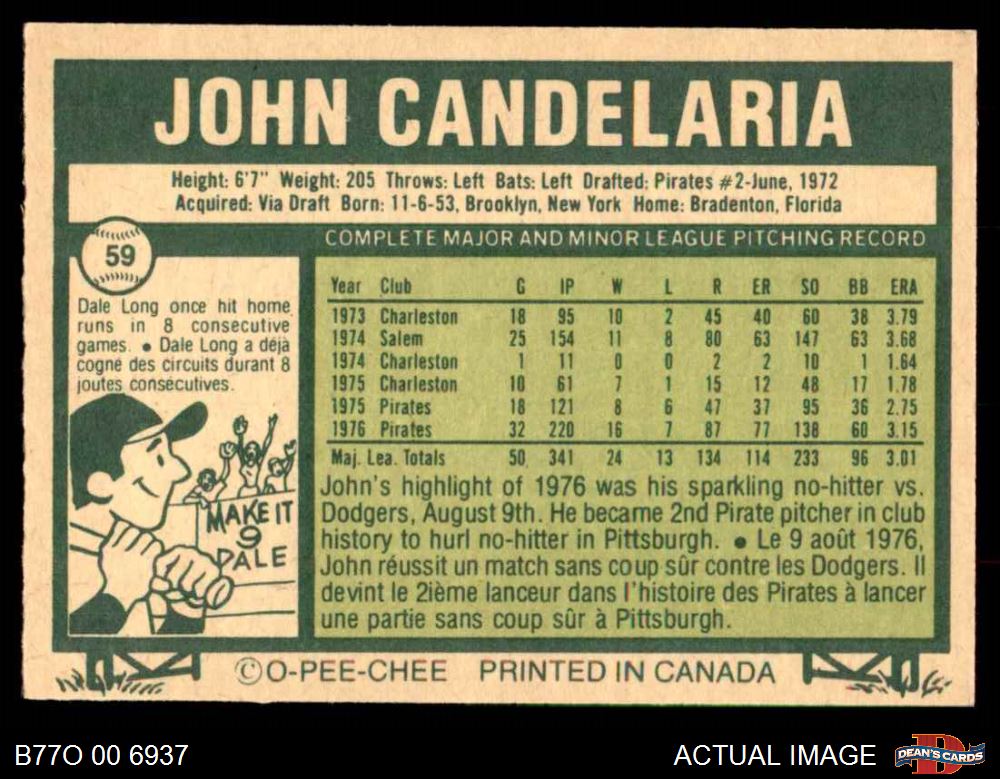 JOHN CANDELARIA
Height: 6'7" Weight: 205 Throws: Left Bats: Left Drafted: Pirates #2-June, 1972
Acquired: Via Draft Born: 11-6-53, Brooklyn, New York Home: Bradenton, Florida
59
COMPLETE MAJOR AND MINOR LEAGUE PITCHING RECORD
Dale Long once hit home
runs in 8 consecutive
games. • Dale Long a déjà
cogné des circuits durant 8
joutes consécutives.
MAKE IT
9
DALE
Year Club G IP W L R ER SO BB ERA
1973 Charleston 18 95 10 2 45 40 60 38 3.79
1974 Salem 25 154 11 8 80 63 147 63 3.68
1974 Charleston 1 11 0 0 2 2 10 1 1.64
1975 Charleston 10 61 7 1 15 12 48 17 1.78
1975 Pirates 18 121 8 6 47 37 95 36 2.75
1976 Pirates 32 220 16 7 87 77 138 60 3.15
Maj. Lea. Totals 50 341 24 13 134 114 233 96 3.01
John's highlight of 1976 was his sparkling no-hitter vs.
Dodgers, August 9th. He became 2nd Pirate pitcher in club
history to hurl no-hitter in Pittsburgh. • Le 9 août 1976,
John réussit un match sans coup sûr contre les Dodgers. Il
devint le 2ième lanceur dans l'histoire des Pirates à lancer
une partie sans coup sûr à Pittsburgh.
©O-PEE-CHEE PRINTED IN CANADA
B77O 00 6937
ACTUAL IMAGE
DEAN'S CARDS